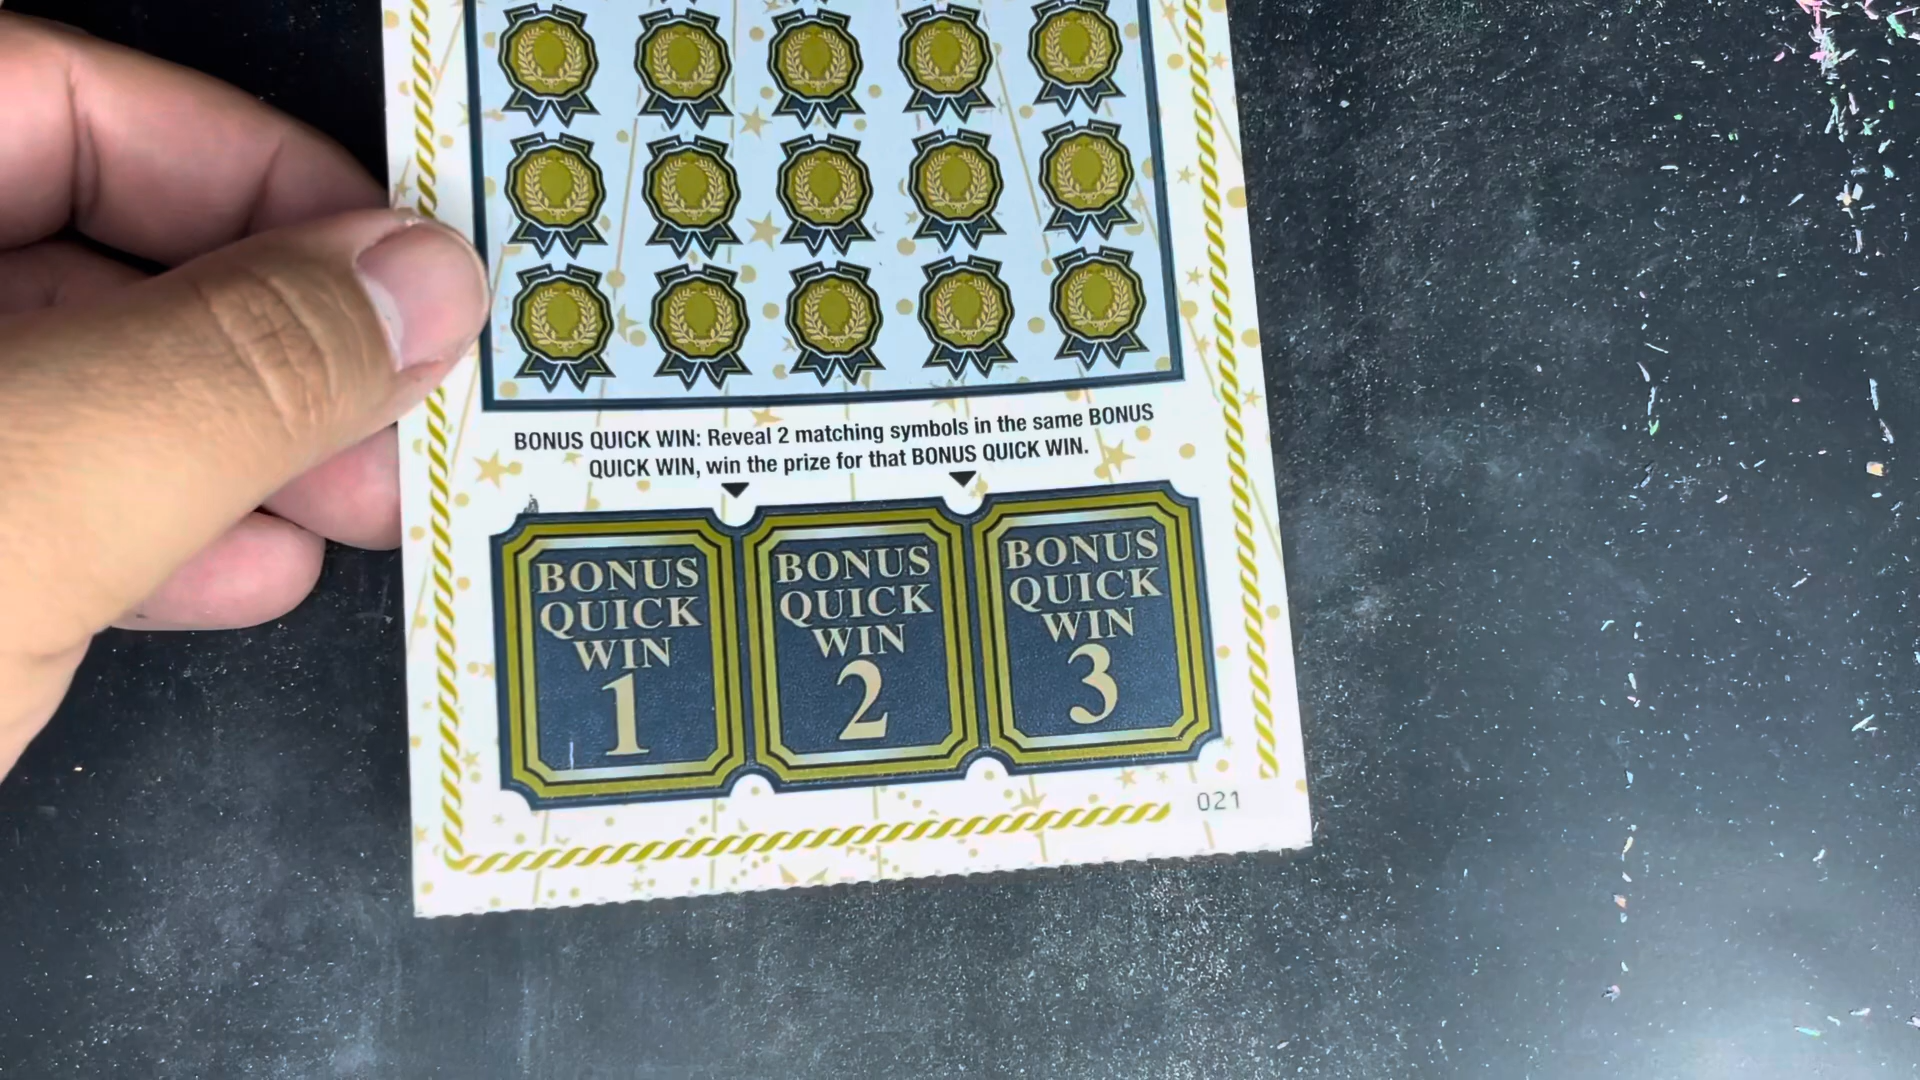 BONUS QUICK WIN: Reveal 2 matching symbols in the same BONUS
QUICK WIN, win the prize for that BONUS QUICK WIN.
BONUS
QUICK
WIN
1
BONUS
QUICK
WIN
2
BONUS
QUICK
WIN
3
021